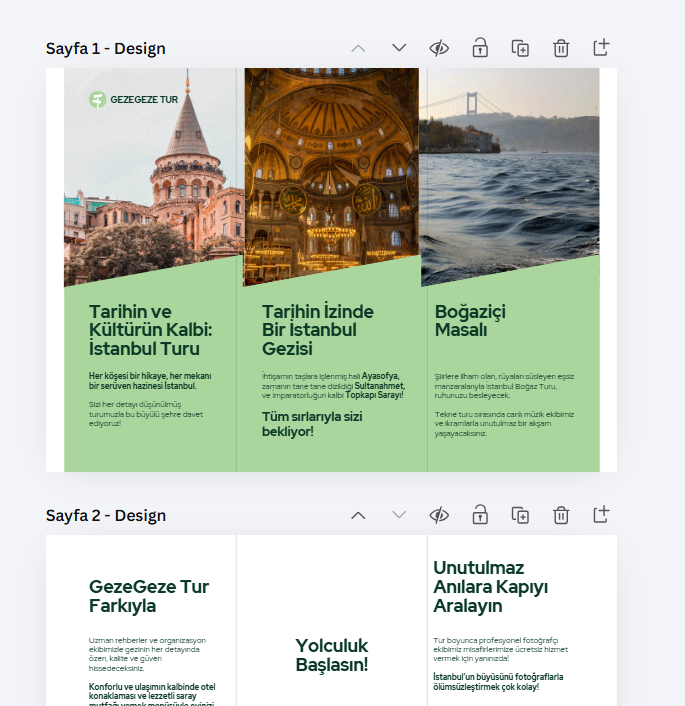 Sayfa 1 - Design
GEZEGEZE TUR
Tarihin ve
Kültürün Kalbi:
İstanbul Turu
Her köşesi bir hikaye, her mekanı
bir serüven hazinesi İstanbul.
Sizi her detayı düşünülmüş
turumuzla bu büyülü şehre davet
ediyoruz!
Tarihin İzinde
Bir İstanbul
Gezisi
İhtişamın taşlara işlenmiş hali Ayasofya,
zamanın tane tane dizildiği Sultanahmet,
ve imparatorluğun kalbi Topkapı Sarayı!
Tüm sırlarıyla sizi
bekliyor!
Boğaziçi
Masalı
Şiirlere ilham olan, rüyaları süsleyen eşsiz
manzaralarıyla İstanbul Boğaz Turu,
ruhunuzu besleyecek.
Tekne turu sırasında canlı müzik ekibimiz
ve ikramlarla unutulmaz bir akşam
yaşayacaksınız.
Sayfa 2 - Design
GezeGeze Tur
Farkıyla
Uzman rehberler ve organizasyon
ekibimizle gezinin her detayında
özen, kalite ve güven
hissedeceksiniz.
Konforlu ve ulaşımın kalbinde otel
konaklaması ve lezzetli saray
mutfağı yemek menüsüyle evinizi
Yolculuk
Başlasın!
Unutulmaz
Anılara Kapıyı
Aralayın
Tur boyunca profesyonel fotoğrafçı
ekibimiz misafirlerimize ücretsiz hizmet
vermek için yanınızda!
İstanbul'un büyüsünü fotoğraflarla
ölümsüzleştirmek çok kolay!